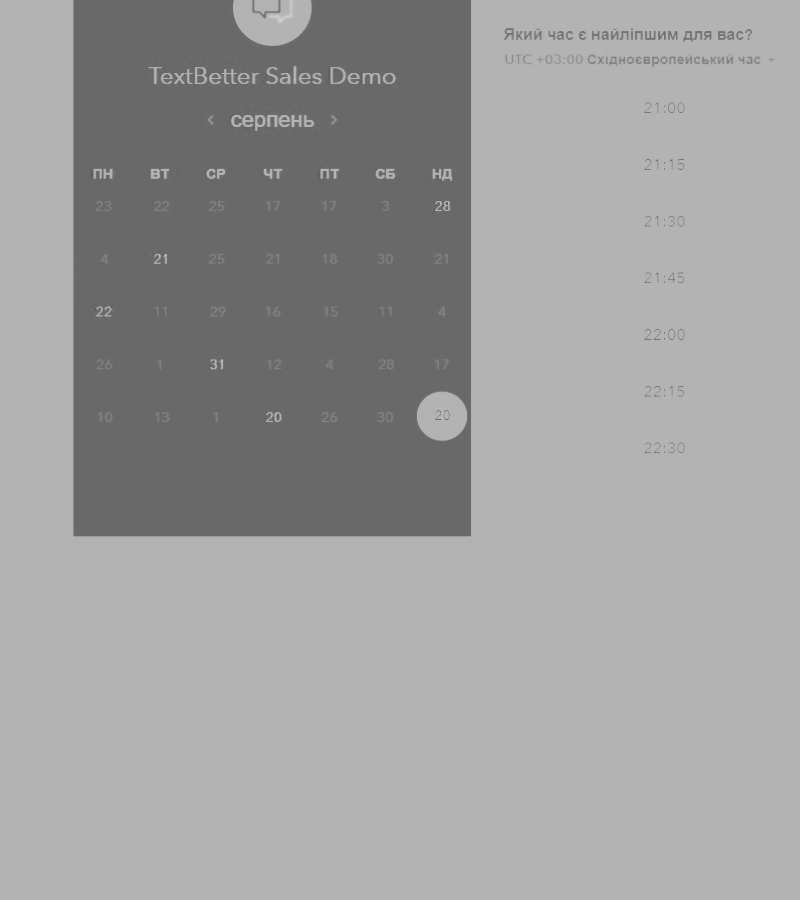 TextBetter Sales Demo
серпень
ПН ВТ СР ЧТ ПТ СБ НД
23 22 25 17 17 3 28
4 21 25 21 18 30 21
22 11 29 16 15 11 4
26 1 31 12 4 28 17
10 13 1 20 26 30 20
Який час є найліпшим для вас?
UTC +03:00 Східноєвропейський час
21:00
21:15
21:30
21:45
22:00
22:15
22:30